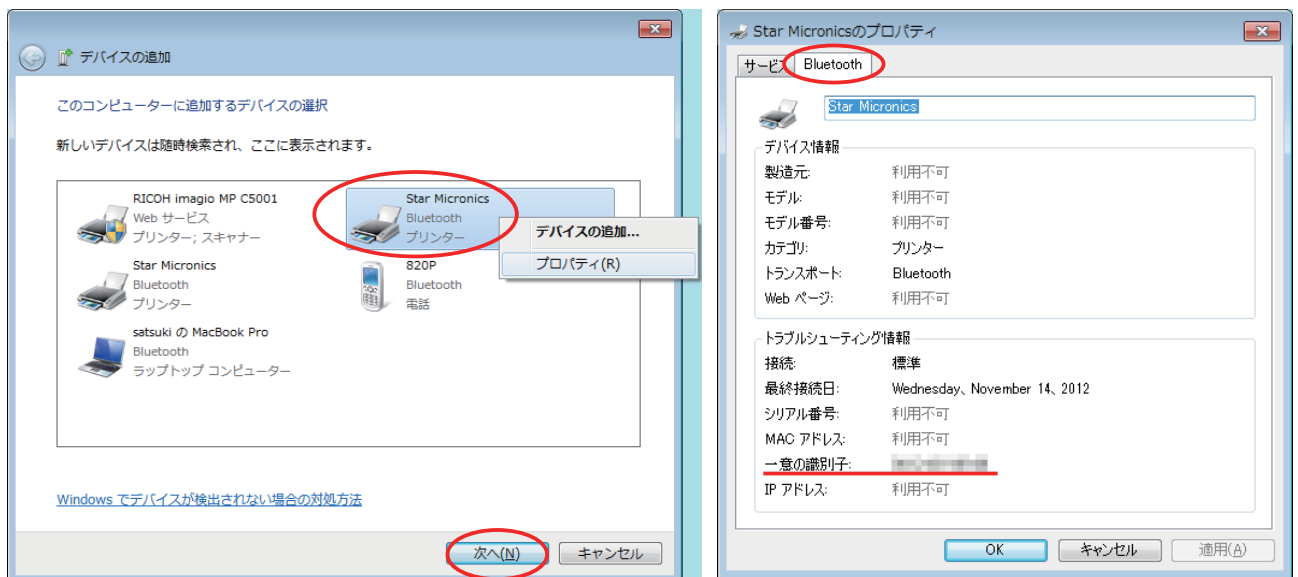 デバイスの追加
このコンピューターに追加するデバイスの選択
新しいデバイスは随時検索され、ここに表示されます。
RICOH imagio MP C5001
Web サービス
プリンター; スキャナー
Star Micronics
Bluetooth
プリンター
デバイスの追加...
プロパティ(R)
Star Micronics
Bluetooth
プリンター
820P
Bluetooth
電話
satsuki の MacBook Pro
Bluetooth
ラップトップ コンピューター
Windows でデバイスが検出されない場合の対処方法
次へ(N)
キャンセル
Star Micronicsのプロパティ
サービス
Bluetooth
Star Micronics
デバイス情報
製造元: 利用不可
モデル: 利用不可
モデル番号: 利用不可
カテゴリ: プリンター
トランスポート: Bluetooth
Web ページ: 利用不可
トラブルシューティング情報
接続: 標準
最終接続日: Wednesday、November 14、2012
シリアル番号: 利用不可
MAC アドレス: 利用不可
一意の識別子:
IP アドレス: 利用不可
OK
キャンセル
適用(A)